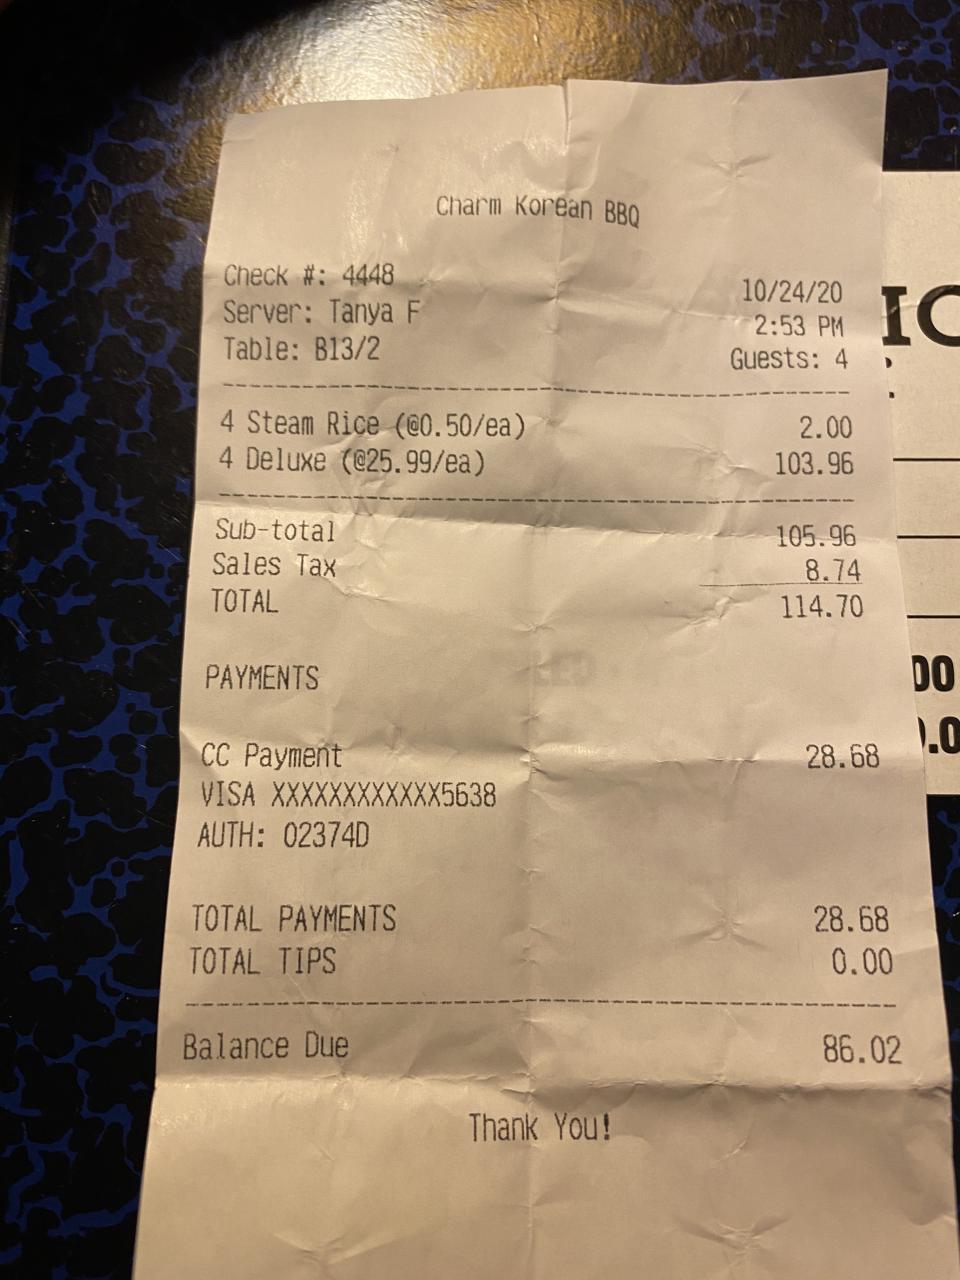 Charm Korean BBQ
Check #: 4448
10/24/20
Server: Tanya F
2:53 PM
Table: B13/2
Guests: 4
4 Steam Rice (@0.50/ea) 2.00
4 Deluxe (@25.99/ea) 103.96
Sub-total 105.96
Sales Tax 8.74
TOTAL 114.70
PAYMENTS
CC Payment 28.68
VISA XXXXXXXXXXXX5638
AUTH: 02374D
TOTAL PAYMENTS 28.68
TOTAL TIPS 0.00
Balance Due 86.02
Thank You!
IC
00
.0